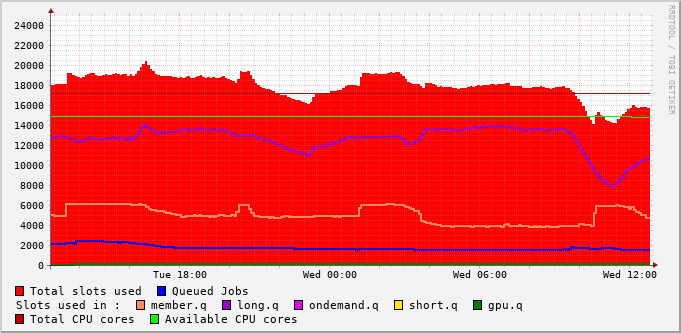 24000
22000
20000
18000
16000
14000
12000
10000
8000
6000
4000
2000
0
Tue 18:00 Wed 00:00 Wed 06:00 Wed 12:00
RRDTOOL / TOBI OETIKER
Total slots used Queued Jobs
Slots used in : member.q long.q ondemand.q short.q gpu.q
Total CPU cores Available CPU cores